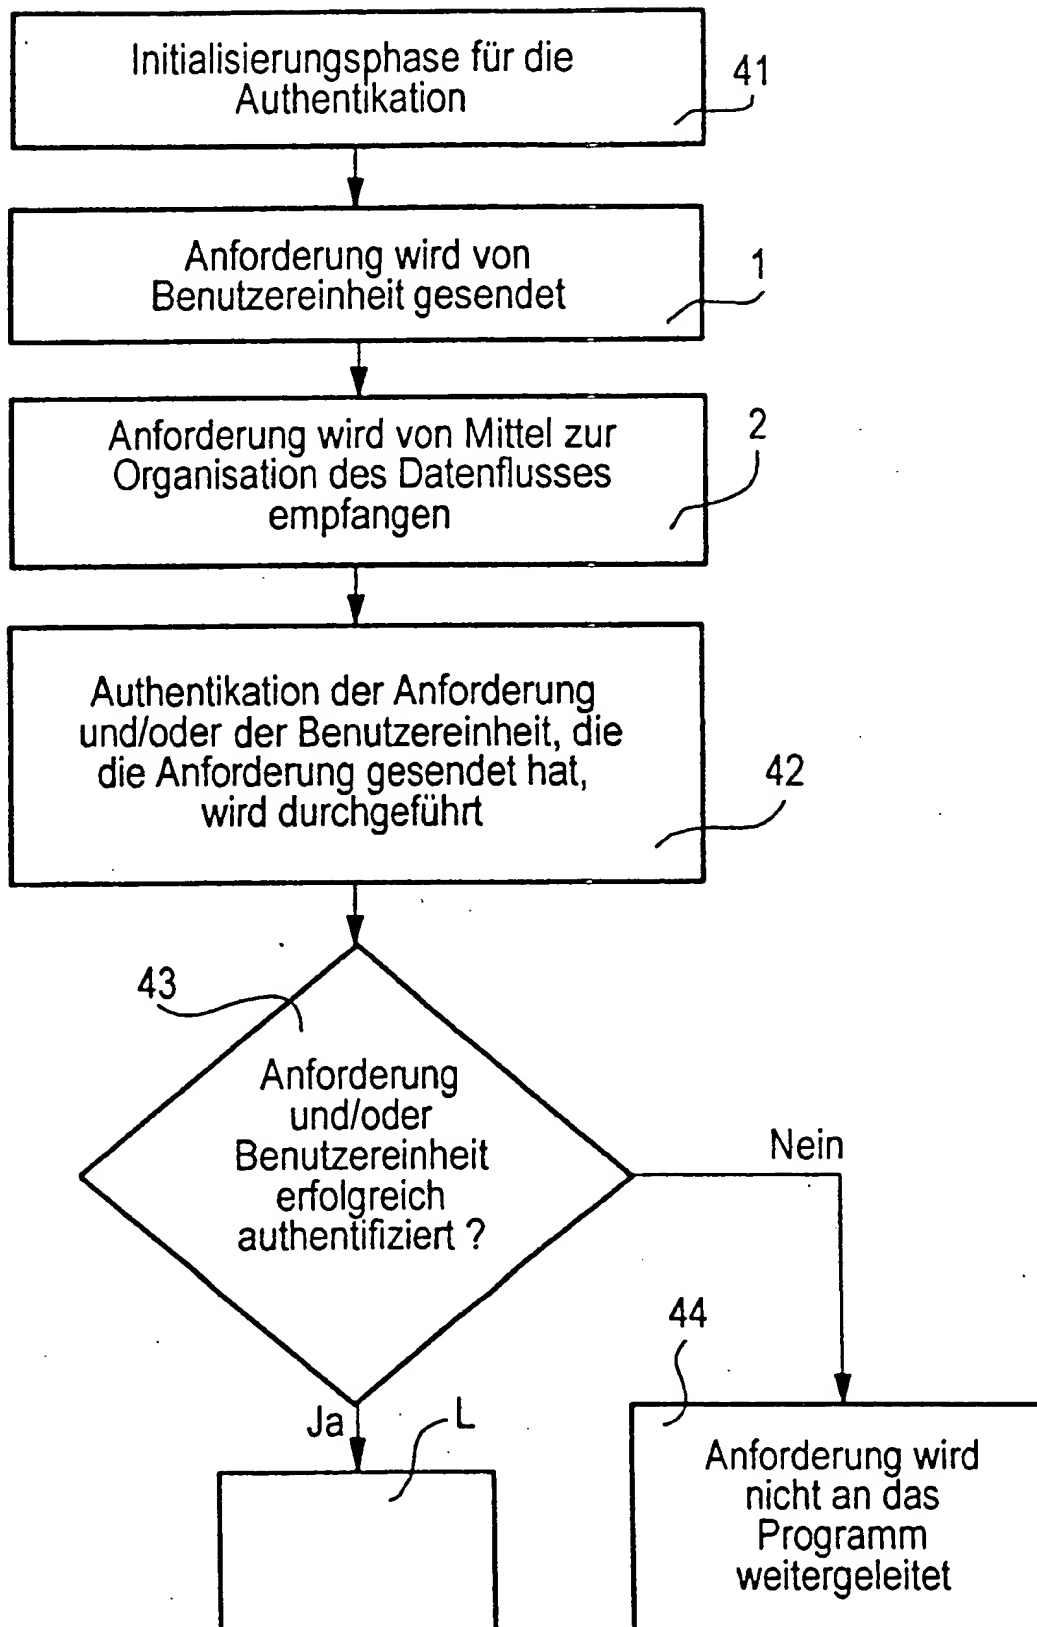 Initialisierungsphase für die
Authentikation
41
Anforderung wird von
Benutzereinheit gesendet
1
Anforderung wird von Mittel zur
Organisation des Datenflusses
empfangen
2
Authentikation der Anforderung
und/oder der Benutzereinheit, die
die Anforderung gesendet hat,
wird durchgeführt
42
43
Anforderung
und/oder
Benutzereinheit
erfolgreich
authentifiziert ?
Nein
44
Ja
L
Anforderung wird
nicht an das
Programm
weitergeleitet